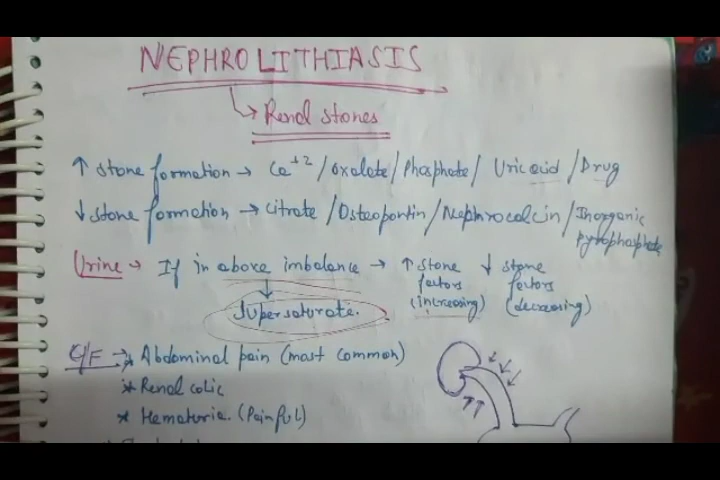 NEPHROLITHIASIS
↳ Renal stones
↑ stone formation → Ca+2 / oxalate / Phosphate / Uric acid / Drug
↓ stone formation → Citrate / Osteopontin / Nephrocalcin / Inorganic
Pyrophosphate
Urine → If in above imbalance → ↑ stone factors (increasing) ↓ stone factors (decreasing)
↓
Supersaturate.
C/F → * Abdominal pain (most common)
* Renal colic
* Hematuria. (Painful)